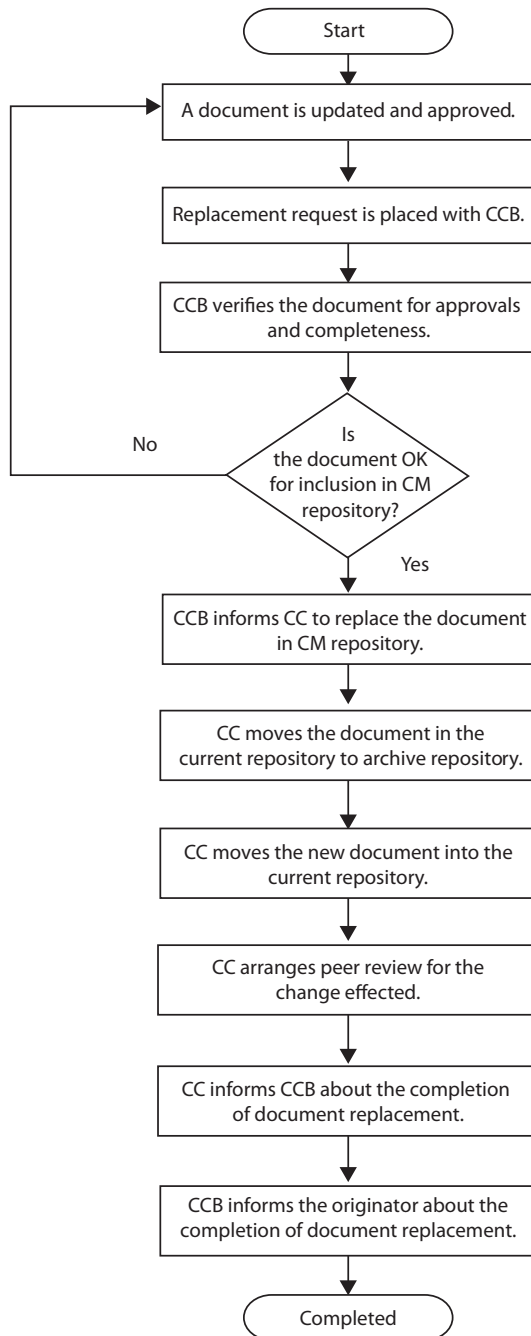 Start
A document is updated and approved.
Replacement request is placed with CCB.
CCB verifies the document for approvals
and completeness.
Is
the document OK
for inclusion in CM
repository?
No
Yes
CCB informs CC to replace the document
in CM repository.
CC moves the document in the
current repository to archive repository.
CC moves the new document into the
current repository.
CC arranges peer review for the
change effected.
CC informs CCB about the completion
of document replacement.
CCB informs the originator about the
completion of document replacement.
Completed